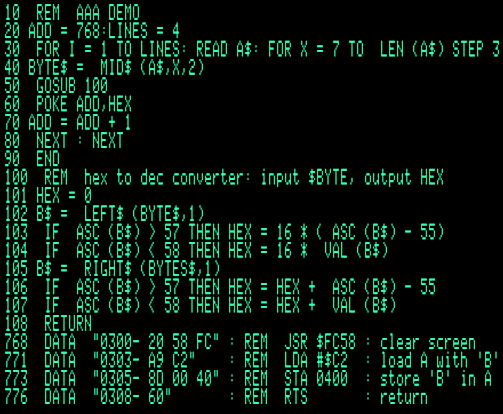 10  REM  AAA DEMO
20 ADD = 768:LINES = 4
30  FOR I = 1 TO LINES: READ A$: FOR X = 7 TO  LEN (A$) STEP 3
40 BYTE$ =  MID$ (A$,X,2)
50  GOSUB 100
60  POKE ADD,HEX
70 ADD = ADD + 1
80  NEXT : NEXT
90  END
100  REM  hex to dec converter: input $BYTE, output HEX
101 HEX = 0
102 B$ =  LEFT$ (BYTE$,1)
103  IF  ASC (B$) > 57 THEN HEX = 16 * ( ASC (B$) - 55)
104  IF  ASC (B$) < 58 THEN HEX = 16 *  VAL (B$)
105 B$ =  RIGHT$ (BYTES$,1)
106  IF  ASC (B$) > 57 THEN HEX = HEX +  ASC (B$) - 55
107  IF  ASC (B$) < 58 THEN HEX = HEX +  VAL (B$)
108  RETURN
768  DATA  "0300- 20 58 FC" : REM  JSR $FC58 : clear screen
771  DATA  "0303- A9 C2"    : REM  LDA #$C2  : load A with 'B'
773  DATA  "0305- 8D 00 40" : REM  STA 0400  : store 'B' in A
776  DATA  "0308- 60"       : REM  RTS       : return